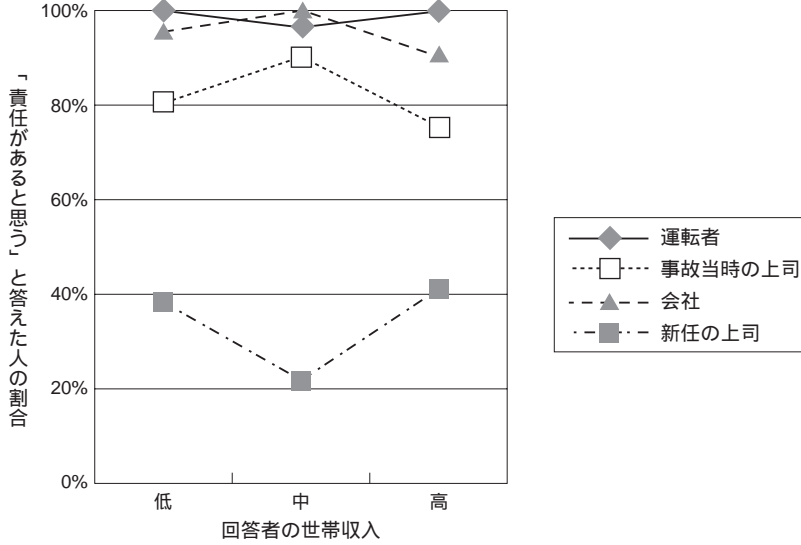 100%
80%
60%
40%
20%
0%
「責任があると思う」と答えた人の割合
低
中
高
回答者の世帯収入
運転者
事故当時の上司
会社
新任の上司